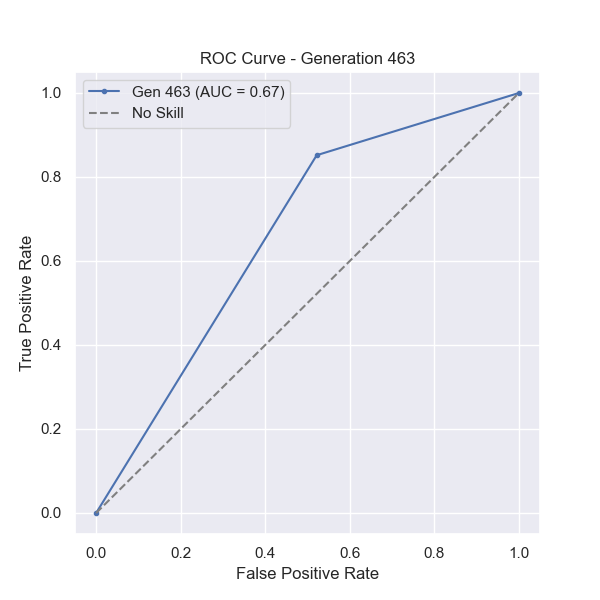 ROC Curve - Generation 463
Gen 463 (AUC = 0.67)
No Skill
True Positive Rate
1.0
0.8
0.6
0.4
0.2
0.0
0.0 0.2 0.4 0.6 0.8 1.0
False Positive Rate